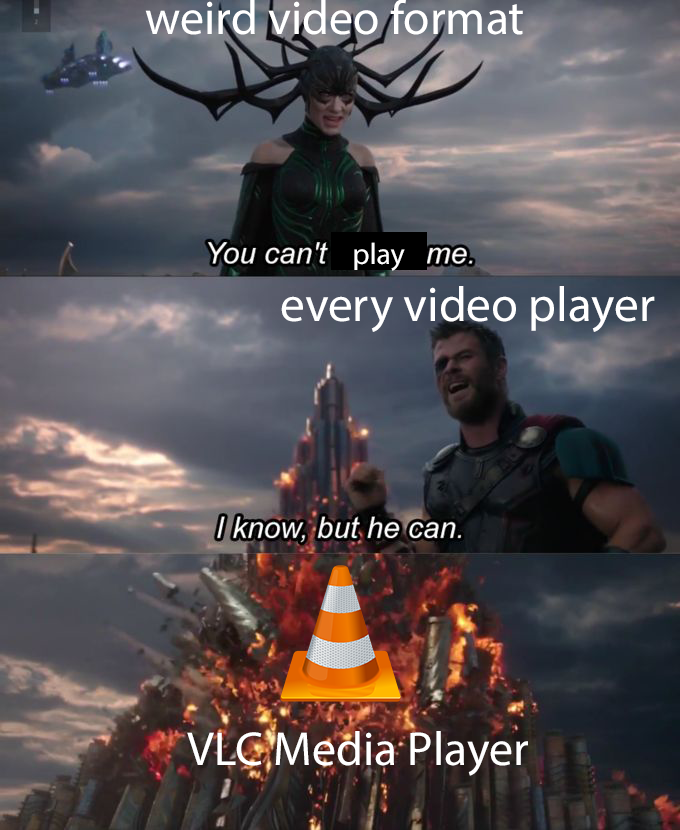 weird video format
You can't play me.
every video player
I know, but he can.
VLC Media Player